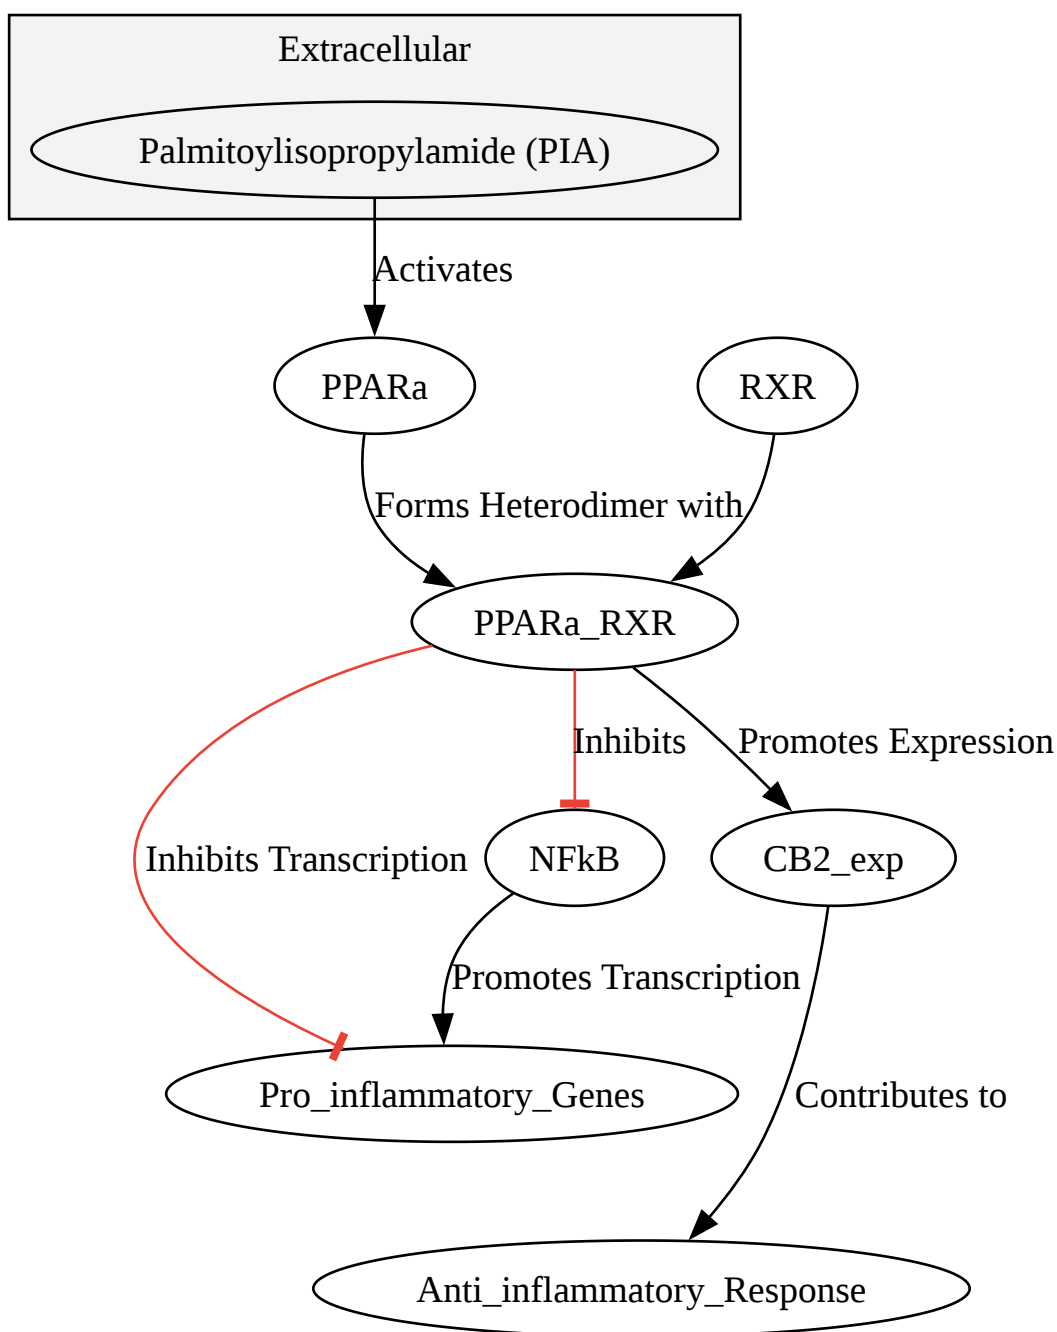 Extracellular
Palmitoylisopropylamide (PIA)
Activates
PPARa
RXR
Forms Heterodimer with
PPARa_RXR
Inhibits
Promotes Expression
Inhibits Transcription
NFkB
CB2_exp
Promotes Transcription
Pro_inflammatory_Genes
Contributes to
Anti_inflammatory_Response